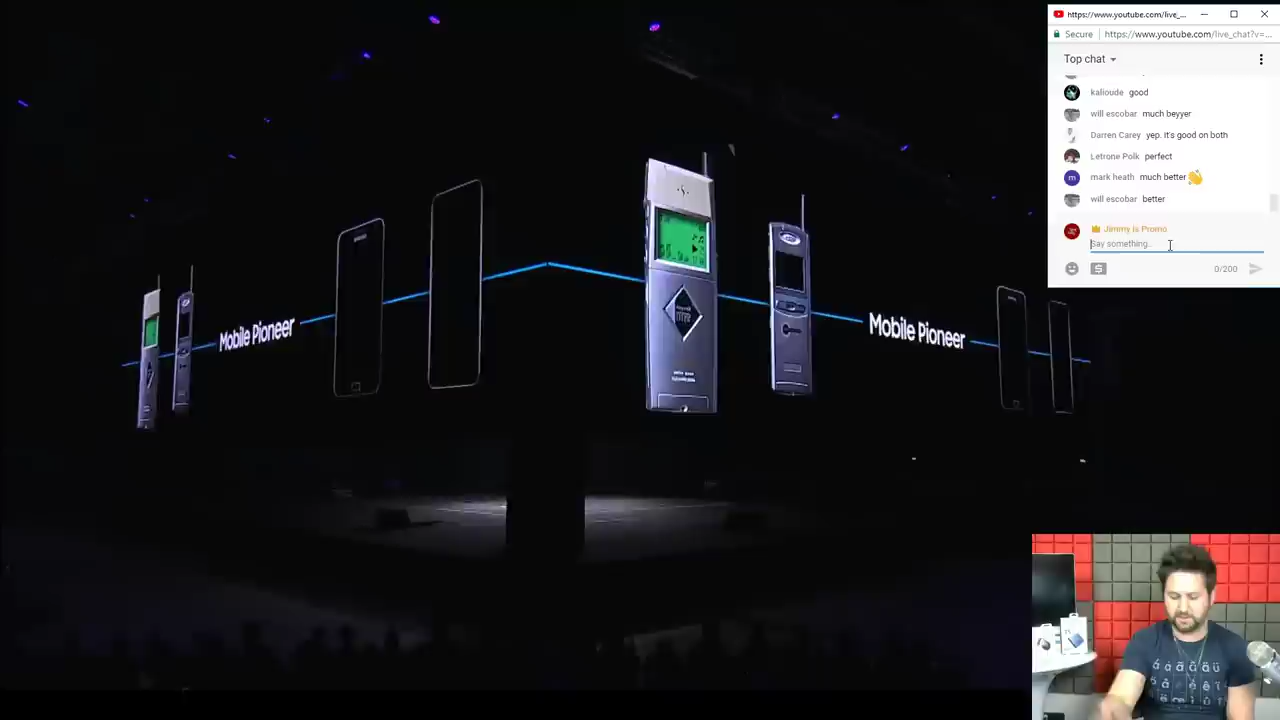 https://www.youtube.com/live_...
Secure
https://www.youtube.com/live_chat?v=...
Top chat
kalioude good
will escobar much beyyer
Darren Carey yep. It's good on both
Letrone Polk perfect
mark heath much better
will escobar better
Jimmy is Promo
Say something...
0/200
Mobile Pioneer
Mobile Pioneer